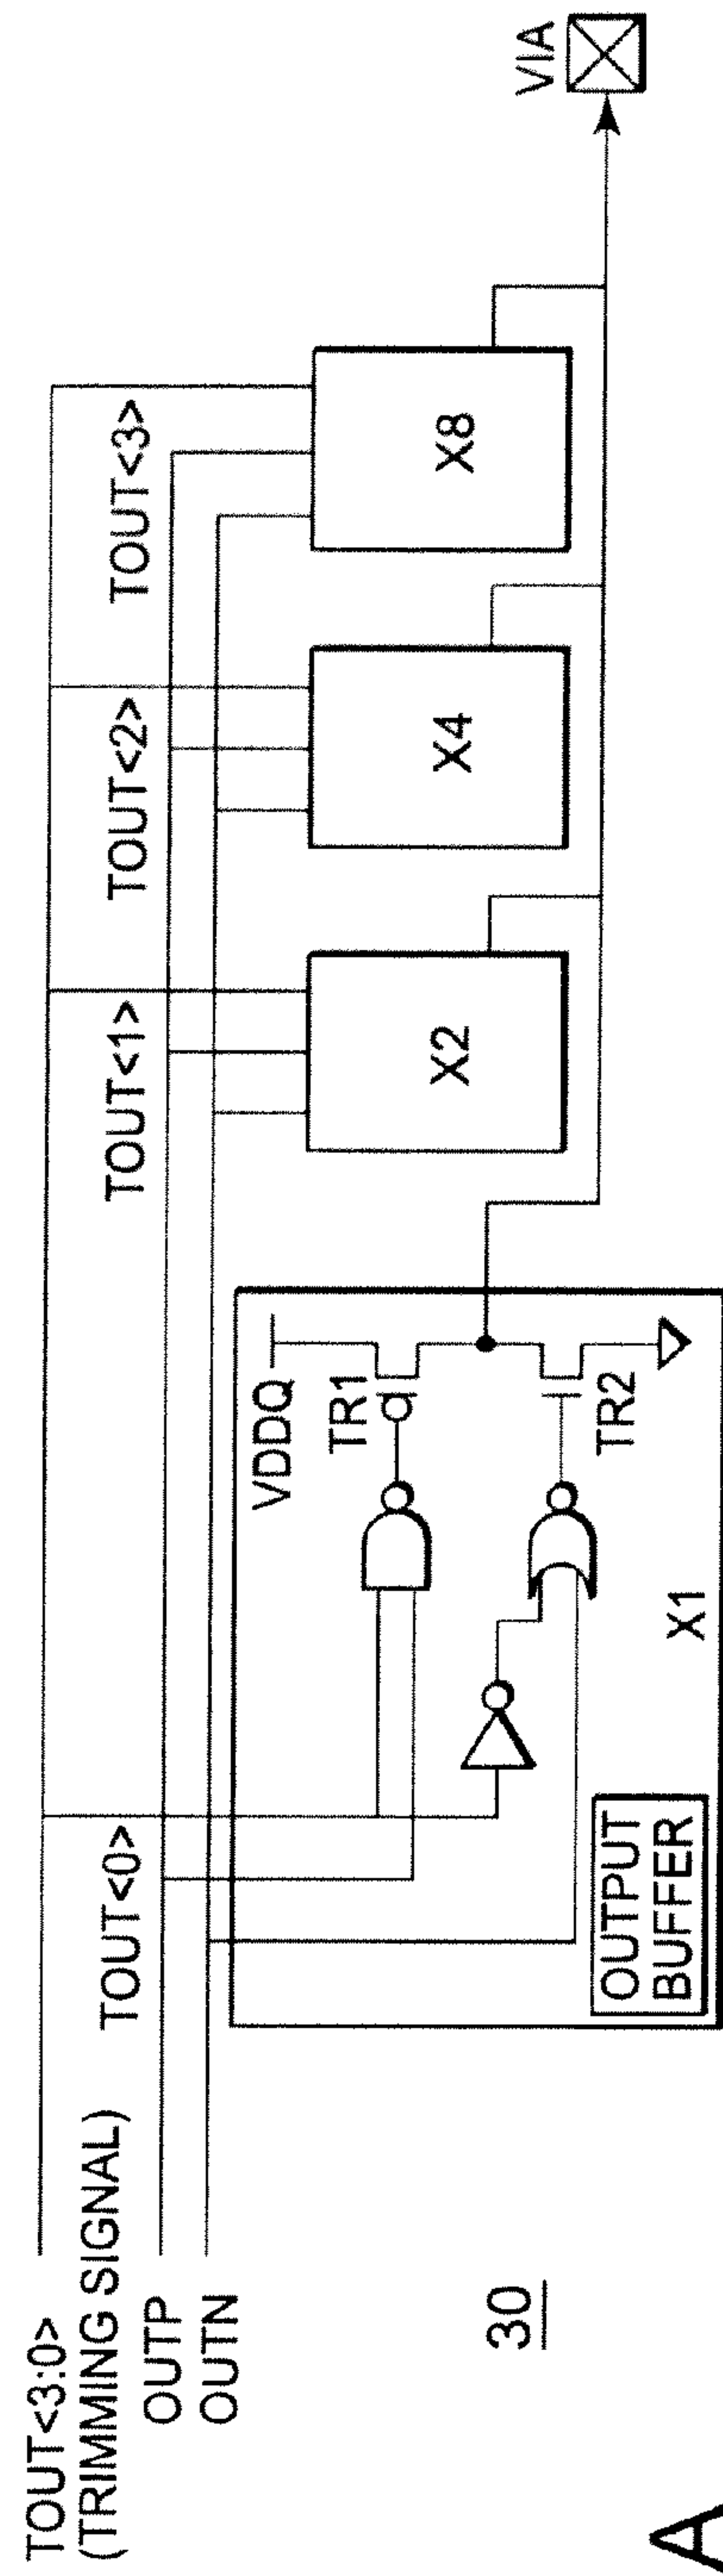 TOUT<3:0>
(TRIMMING SIGNAL)
OUTP
OUTN
TOUT<0>
TOUT<1>
TOUT<2>
TOUT<3>
VDDQ
TR1
TR2
X1
OUTPUT
BUFFER
X2
X4
X8
VIA
30
A